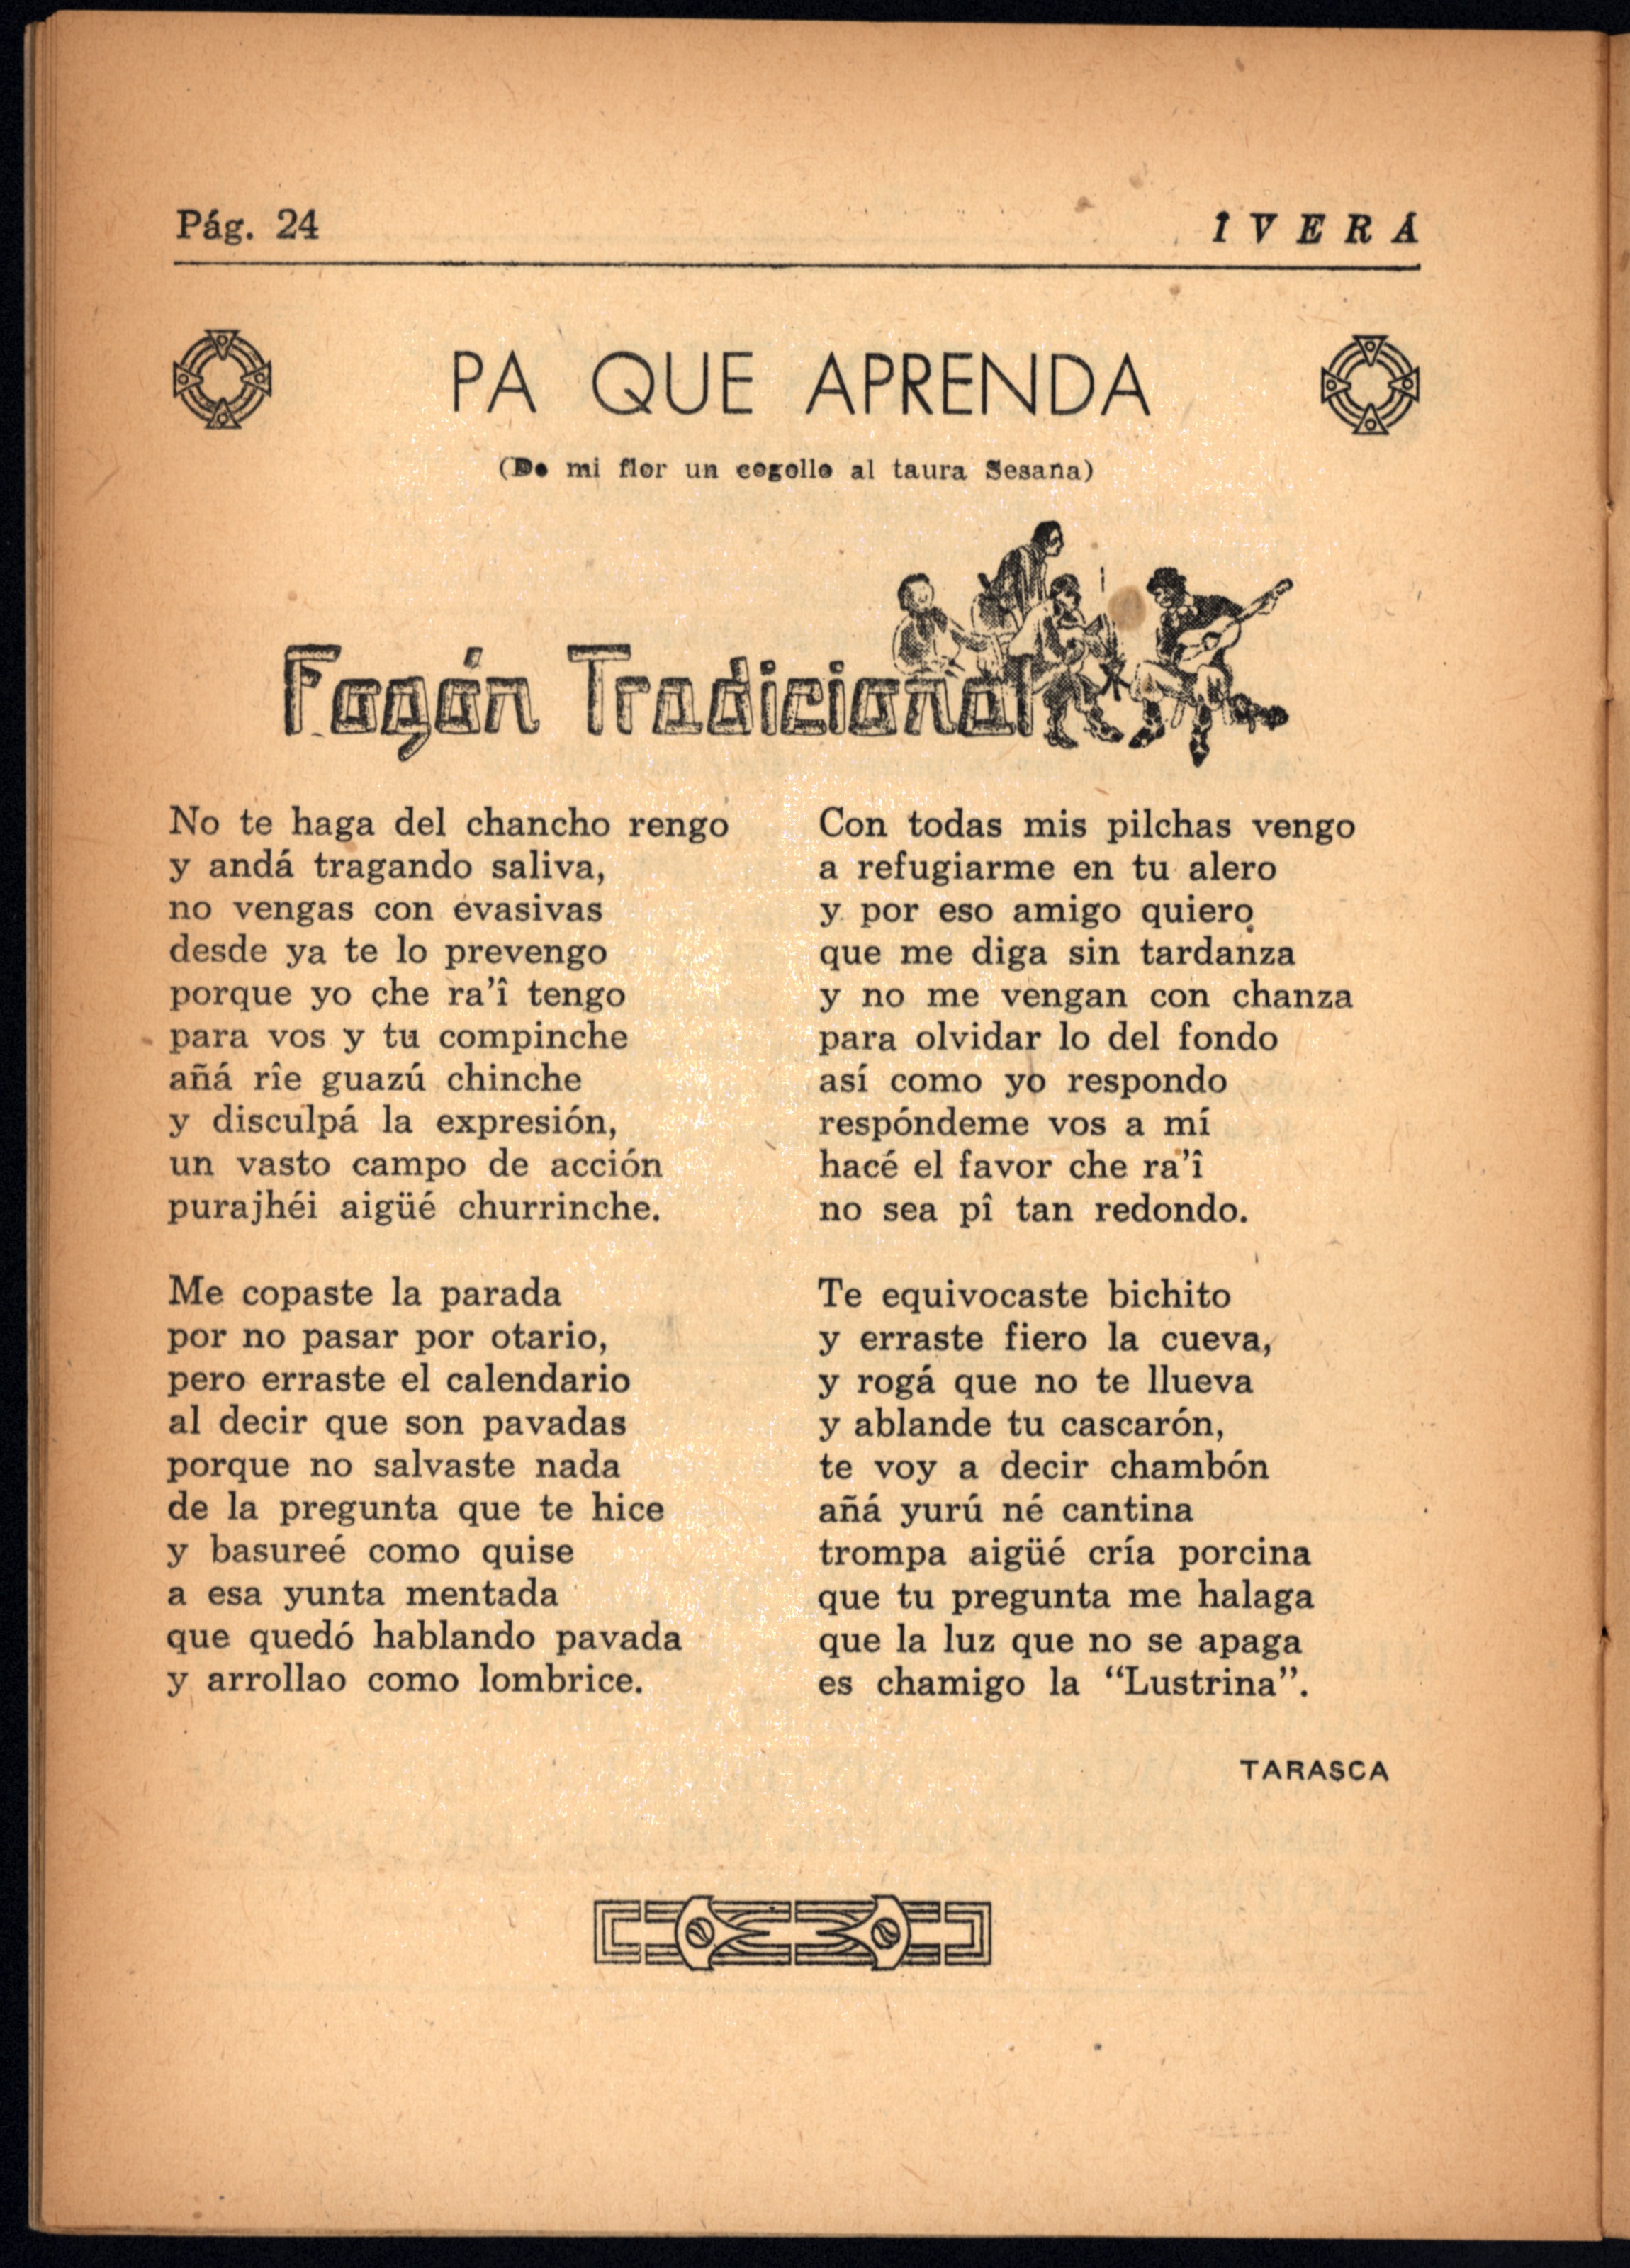 Pág. 24
IVERÁ
PA QUE APRENDA
(De mi flor un cogollo al taura Sesana)
Fogón Tradicional
No te haga del chancho rengo
y andá tragando saliva,
no vengas con evasivas
desde ya te lo prevengo
porque yo che ra’î tengo
para vos y tu compinche
añá rîe guazú chinche
y disculpá la expresión,
un vasto campo de acción
purajhéi aigüé churrinche.
Me copaste la parada
por no pasar por otario,
pero erraste el calendario
al decir que son pavadas
porque no salvaste nada
de la pregunta que te hice
y basureé como quise
a esa yunta mentada
que quedó hablando pavada
y arrollao como lombrice.
Con todas mis pilchas vengo
a refugiarme en tu alero
y por eso amigo quiero
que me diga sin tardanza
y no me vengan con chanza
para olvidar lo del fondo
así como yo respondo
respóndeme vos a mí
hacé el favor che ra’î
no sea pî tan redondo.
Te equivocaste bichito
y erraste fiero la cueva,
y rogá que no te llueva
y ablande tu cascarón,
te voy a decir chambón
añá yurú né cantina
trompa aigüé cría porcina
que tu pregunta me halaga
que la luz que no se apaga
es chamigo la “Lustrina”.
TARASCA